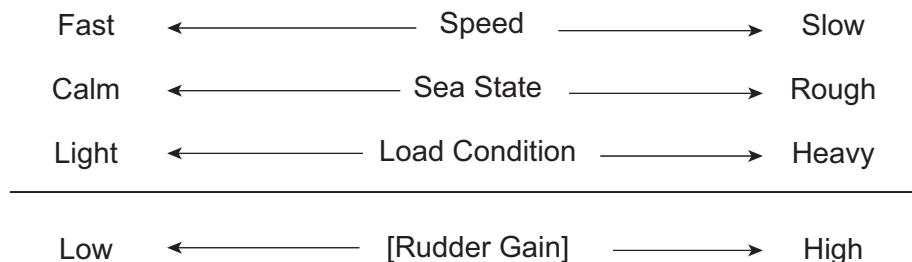 Fast Speed Slow
Calm Sea State Rough
Light Load Condition Heavy
Low [Rudder Gain] High